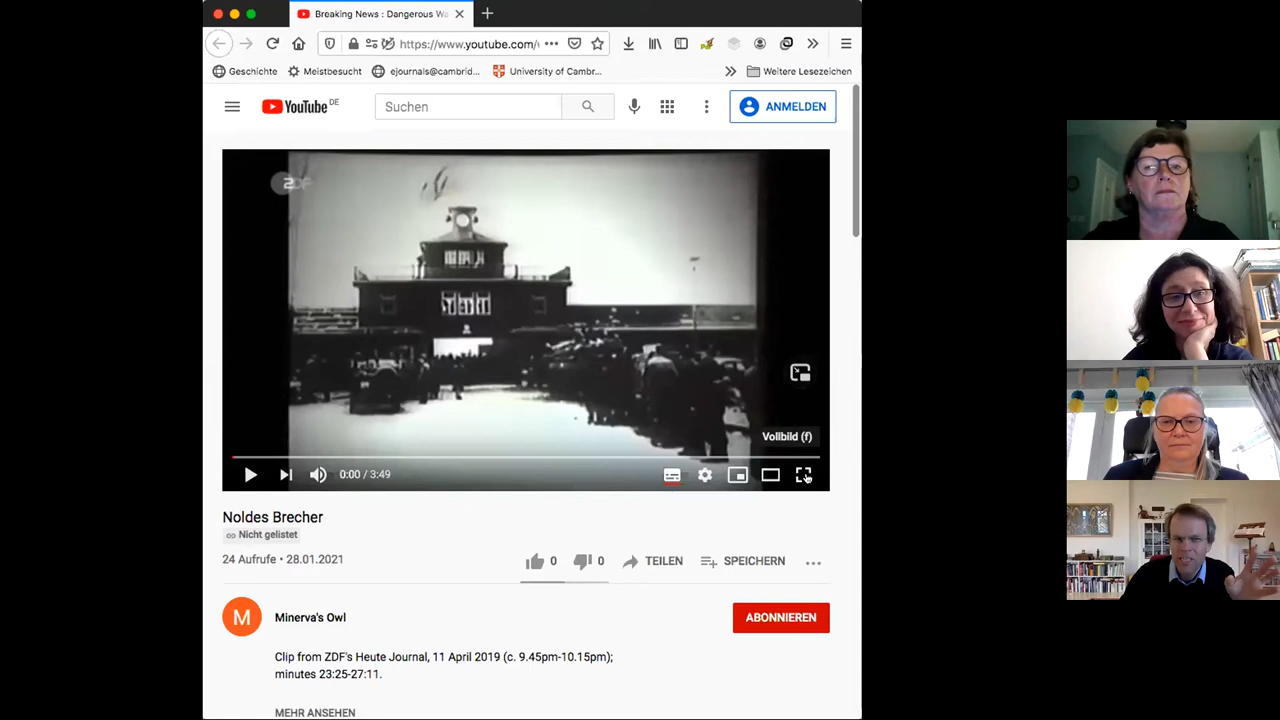 Breaking News : Dangerous Wa
https://www.youtube.com/
Geschichte
Meistbesucht
ejournals@cambrid...
University of Cambr...
Weitere Lesezeichen
YouTube DE
Suchen
ANMELDEN
ZDF
Vollbild (f)
0:00 / 3:49
Noldes Brecher
Nicht gelistet
24 Aufrufe • 28.01.2021
0
0
TEILEN
SPEICHERN
M
Minerva's Owl
ABONNIEREN
Clip from ZDF's Heute Journal, 11 April 2019 (c. 9.45pm-10.15pm);
minutes 23:25-27:11.
MEHR ANSEHEN